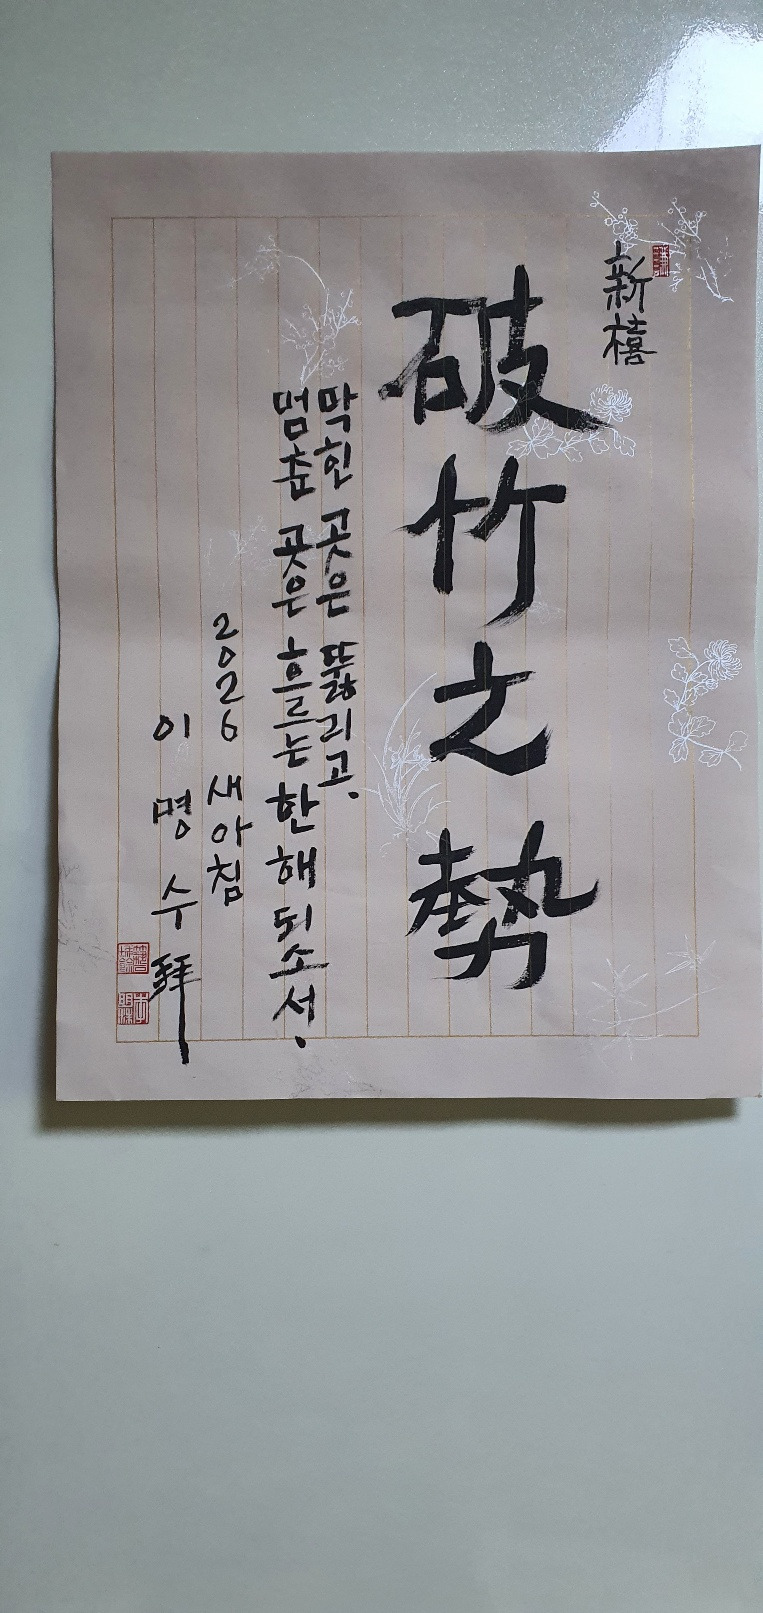 新禧
破竹之勢
막힌 곳은 뚫리고,
멈춘 곳은 흐르는 한 해 되소서.
2026 새아침
이명수 拜